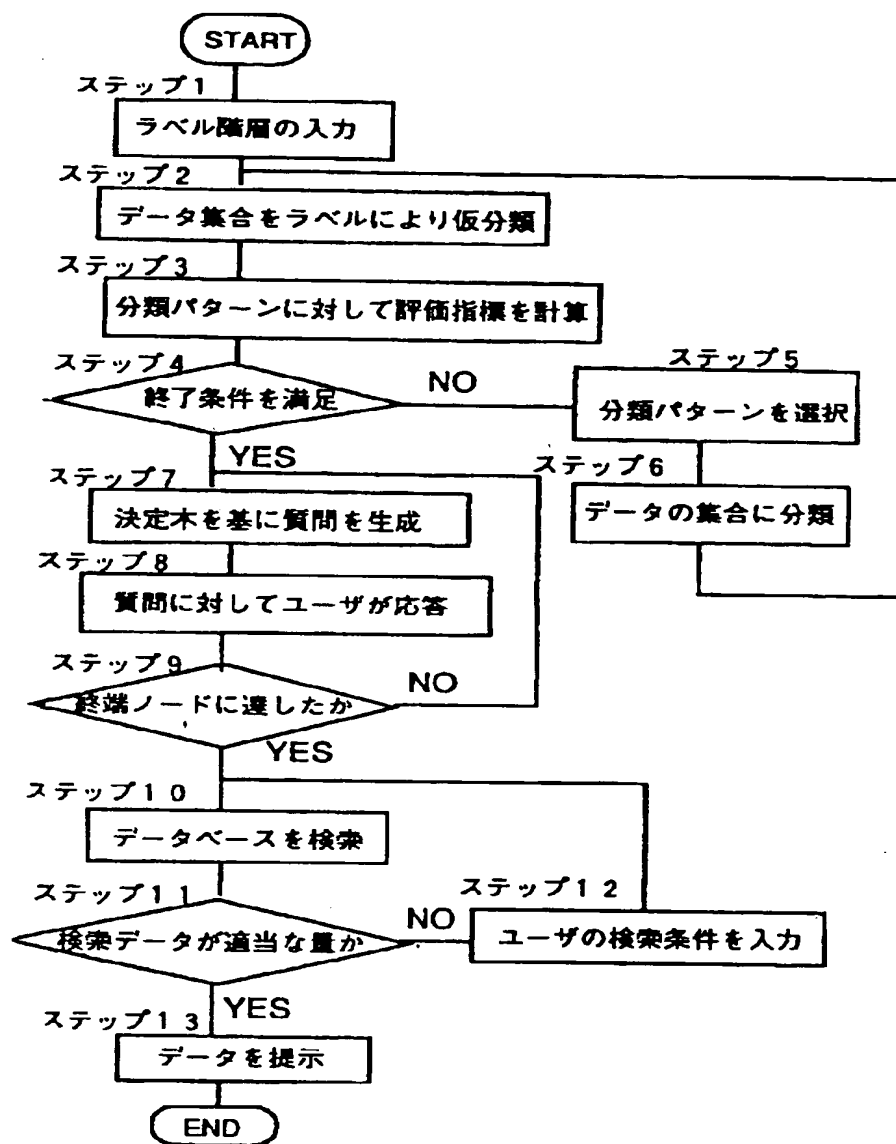 START
ステップ1
ラベル階層の入力
ステップ2
データ集合をラベルにより仮分類
ステップ3
分類パターンに対して評価指標を計算
ステップ4
終了条件を満足
NO
YES
ステップ5
分類パターンを選択
ステップ6
データの集合に分類
ステップ7
決定木を基に質問を生成
ステップ8
質問に対してユーザが応答
ステップ9
終端ノードに達したか
NO
YES
ステップ10
データベースを検索
ステップ11
検索データが適当な量か
NO
YES
ステップ12
ユーザの検索条件を入力
ステップ13
データを提示
END